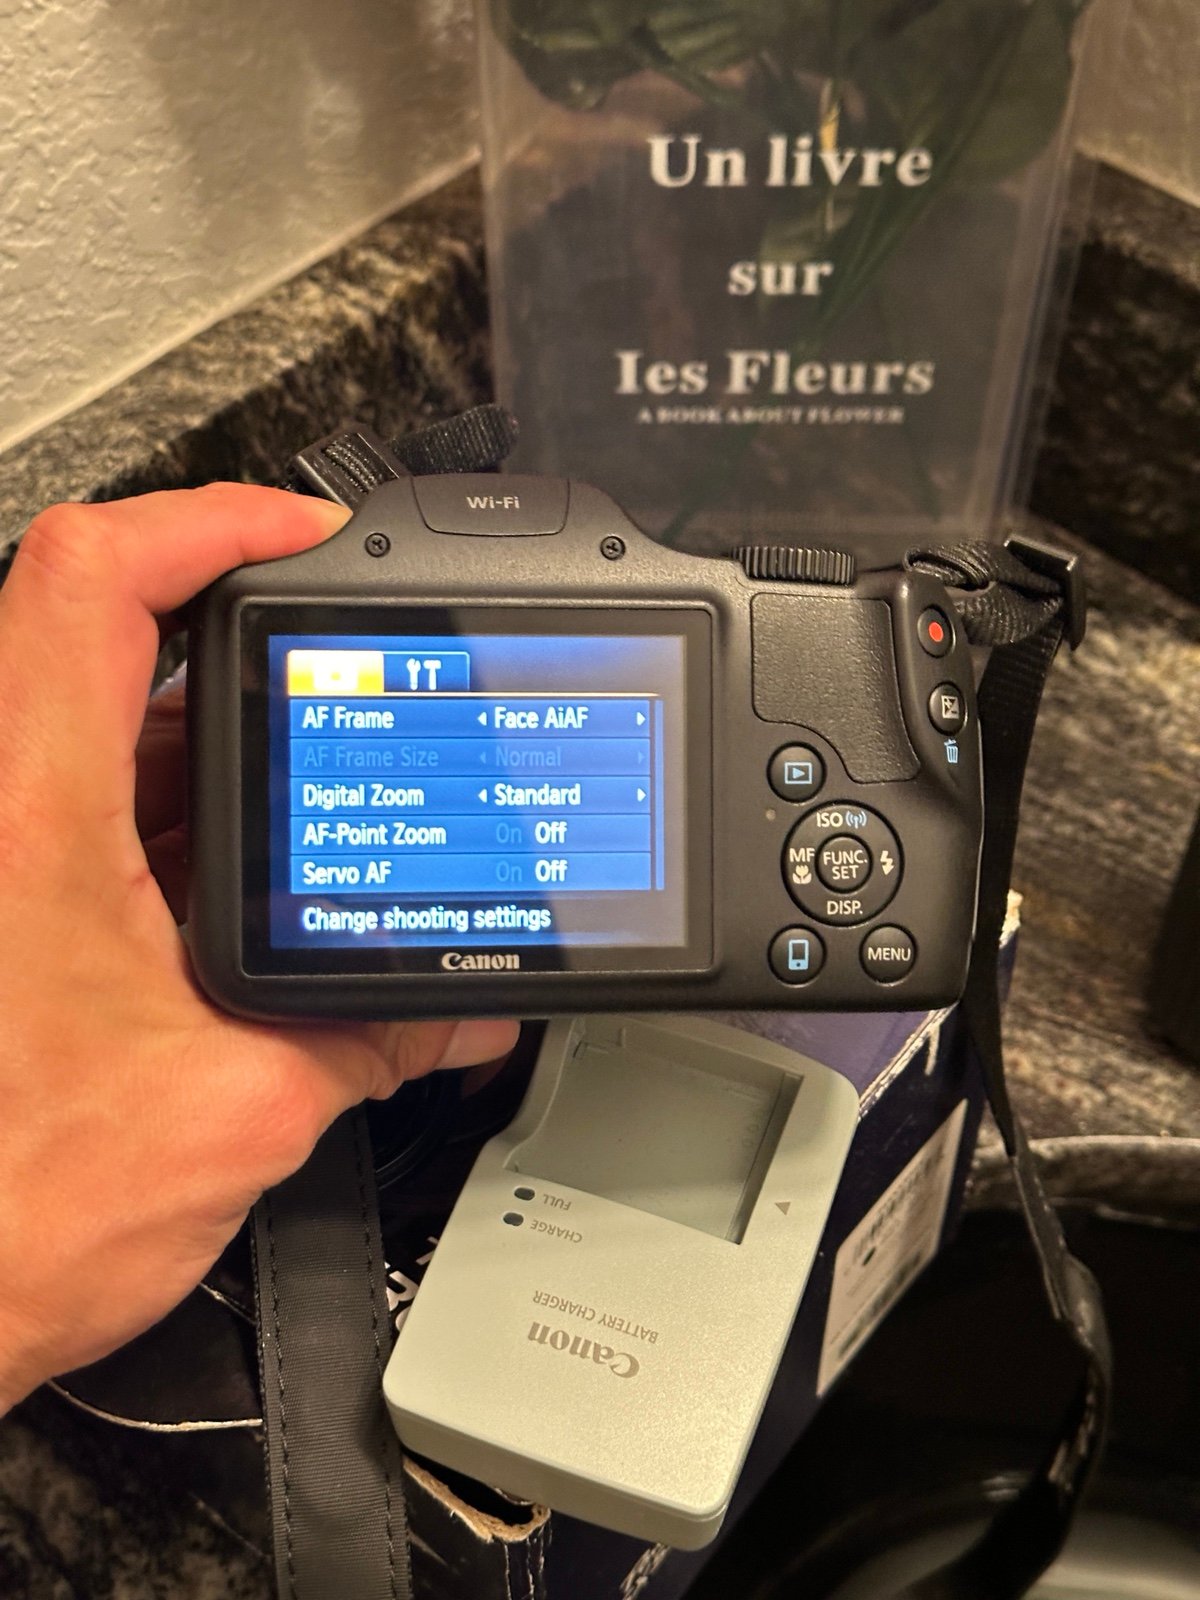 Un livre
sur
les Fleurs
A BOOK ABOUT FLOWER
Wi-Fi
AF Frame Face AiAF
AF Frame Size Normal
Digital Zoom Standard
AF-Point Zoom On Off
Servo AF On Off
Change shooting settings
Canon
ISO
MF
FUNC.
SET
DISP.
MENU
FULL
CHARGE
BATTERY CHARGER
Canon